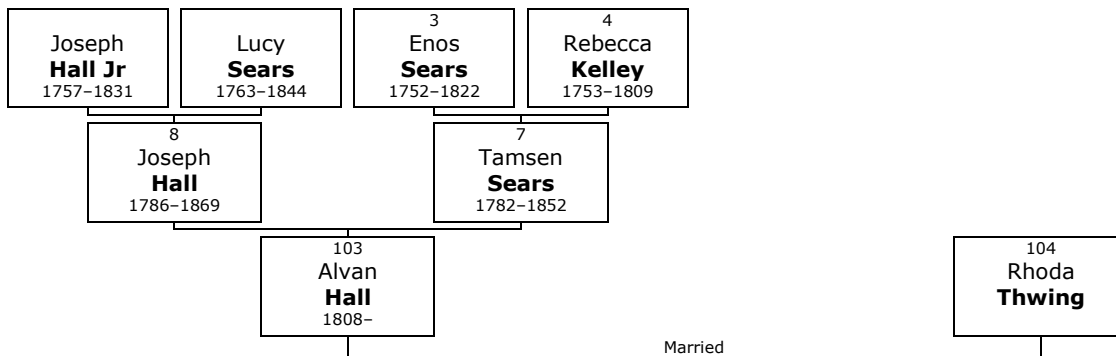 Joseph
Hall Jr
1757–1831
Lucy
Sears
1763–1844
3
Enos
Sears
1752–1822
4
Rebecca
Kelley
1753–1809
8
Joseph
Hall
1786–1869
7
Tamsen
Sears
1782–1852
103
Alvan
Hall
1808–
104
Rhoda
Thwing
Married